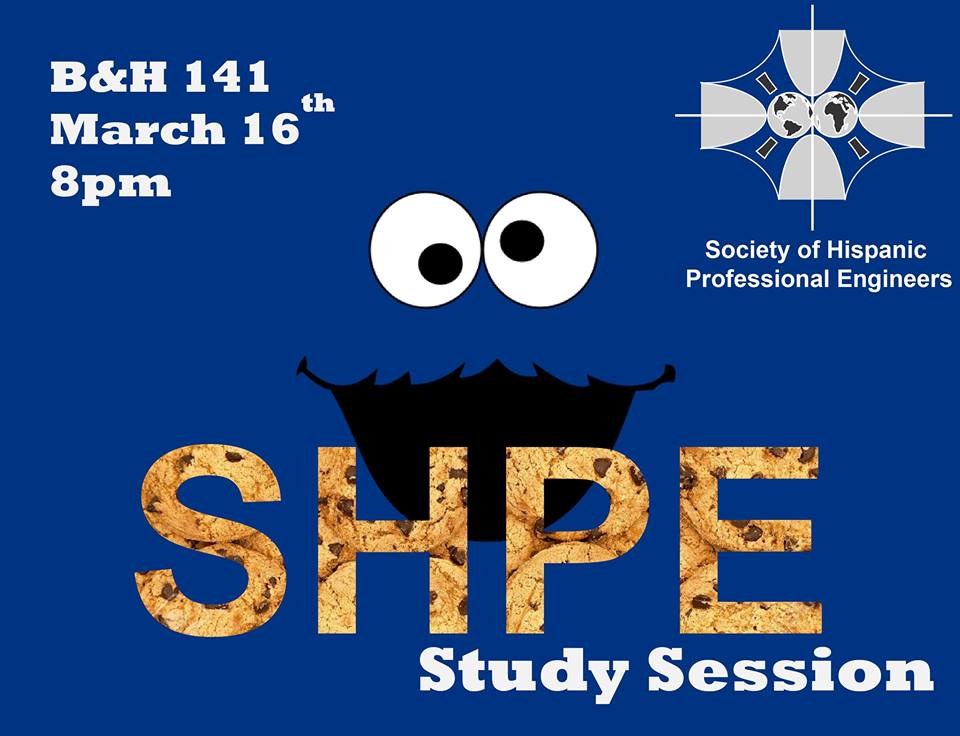 B&H 141
March 16th
8pm
Society of Hispanic
Professional Engineers
SHPE
Study Session